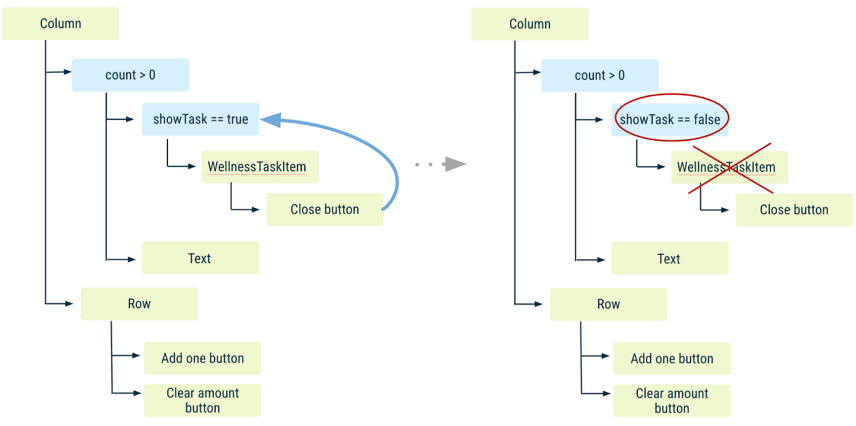 Column
count > 0
showTask == true
WellnessTaskItem
Close button
Text
Row
Add one button
Clear amount
button
Column
count > 0
showTask == false
WellnessTaskItem
Close button
Text
Row
Add one button
Clear amount
button